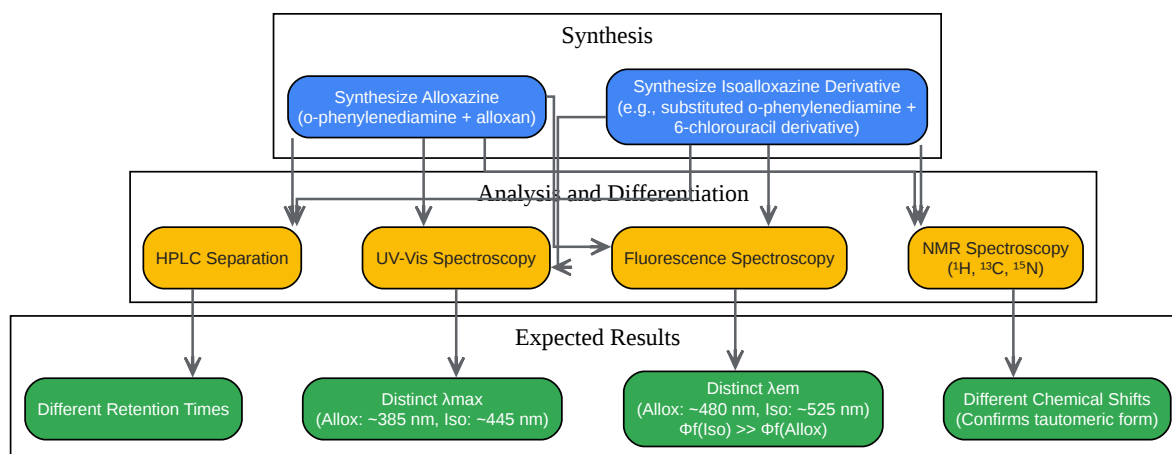 Synthesis
Synthesize Alloxazine
(o-phenylenediamine + alloxan)
Synthesize Isoalloxazine Derivative
(e.g., substituted o-phenylenediamine +
6-chlorouracil derivative)
Analysis and Differentiation
HPLC Separation
UV-Vis Spectroscopy
Fluorescence Spectroscopy
NMR Spectroscopy
(¹H, ¹³C, ¹⁵N)
Expected Results
Different Retention Times
Distinct λmax
(Allox: ~385 nm, Iso: ~445 nm)
Distinct λem
(Allox: ~480 nm, Iso: ~525 nm)
Φf(Iso) >> Φf(Allox)
Different Chemical Shifts
(Confirms tautomeric form)